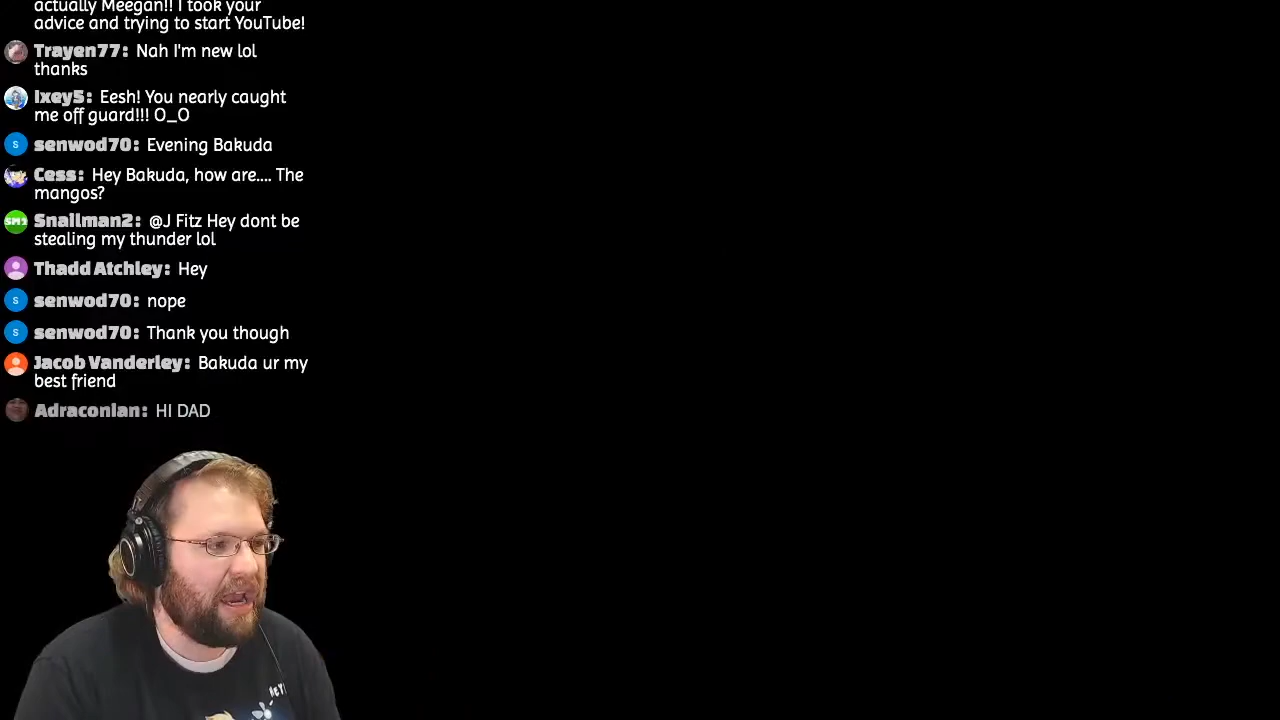 actually Meegan!! I took your
advice and trying to start YouTube!
Trayen77: Nah I'm new lol
thanks
Ixey5: Eesh! You nearly caught
me off guard!!! O_O
S senwod70: Evening Bakuda
Cess: Hey Bakuda, how are.... The
mangos?
SM2 Snailman2: @J Fitz Hey dont be
stealing my thunder lol
Thadd Atchley: Hey
S senwod70: nope
S senwod70: Thank you though
Jacob Vanderley: Bakuda ur my
best friend
Adraconian: HI DAD